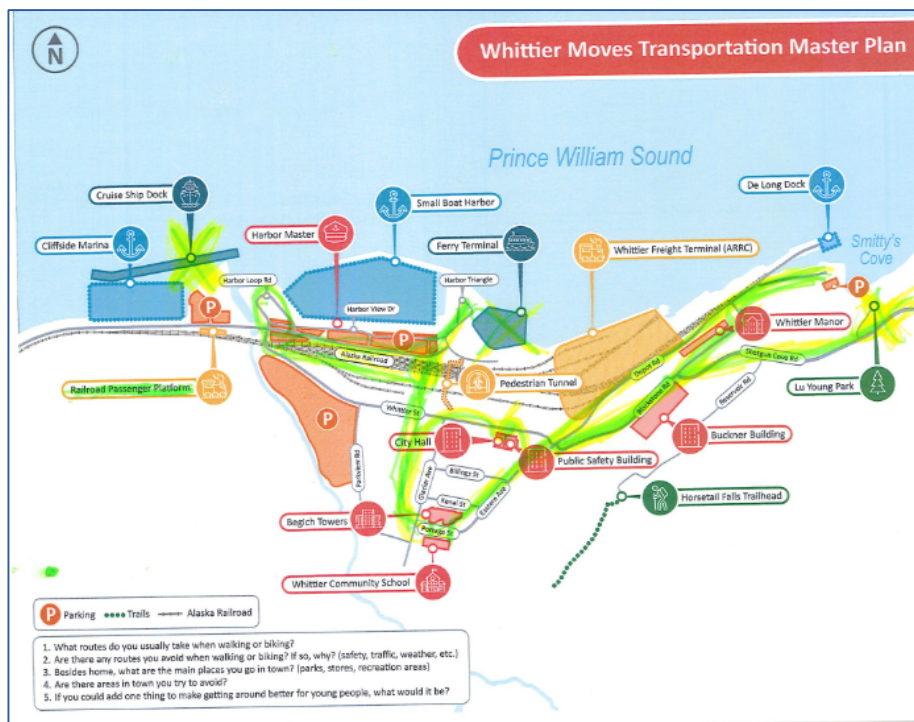 N
Whittier Moves Transportation Master Plan
Prince William Sound
Cruise Ship Dock
Small Boat Harbor
De Long Dock
Cliffside Marina
Harbor Master
Ferry Terminal
Whittier Freight Terminal (ARRC)
Smitty's
Cove
Harbor Loop Rd
Harbor Triangle
P
P
Harbor View Dr
P
Whittier Manor
Alaska Railroad
Shotgun Cove Rd
Depot Rd
Railroad Passenger Platform
Pedestrian Tunnel
Lu Young Park
Blackstone Rd
Reservoir Rd
Whittier St
P
City Hall
Public Safety Building
Buckner Building
Parkview Rd
Glacier Ave
Billings St
Eastern Ave
Kenai St
Horsetail Falls Trailhead
Begich Towers
Portage St
Whittier Community School
P Parking Trails Alaska Railroad
1. What routes do you usually take when walking or biking?
2. Are there any routes you avoid when walking or biking? If so, why? (safety, traffic, weather, etc.)
3. Besides home, what are the main places you go in town? (parks, stores, recreation areas)
4. Are there areas in town you try to avoid?
5. If you could add one thing to make getting around better for young people, what would it be?